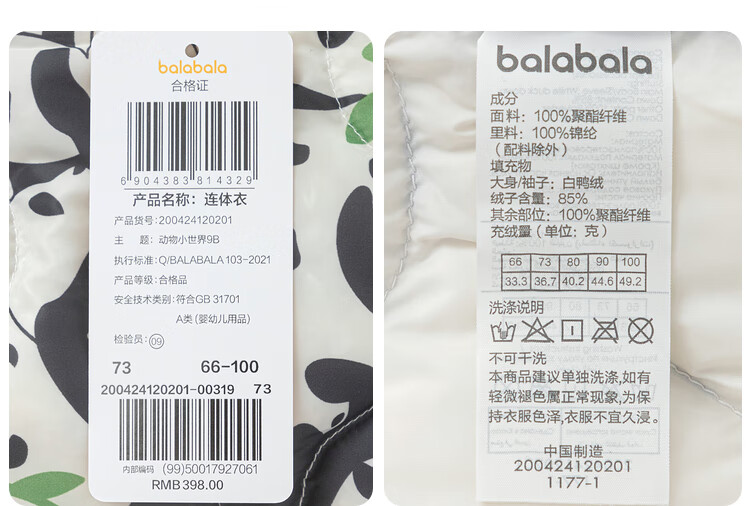 balabala
合格证
6 904383 814329
产品名称：连体衣
产品货号：200424120201
主 题：动物小世界9B
执行标准：Q/BALABALA 103-2021
产品等级：合格品
安全技术类别：符合GB 31701
A类 (婴幼儿用品)
检验员：09
73 66-100
200424120201-00319 73
内部编码 (99)50017927061
RMB398.00
balabala
成分
面料：100%聚酯纤维
里料：100%锦纶
（配料除外）
填充物
大身/袖子：白鸭绒
绒子含量：85%
其余部位：100%聚酯纤维
充绒量（单位：克）
66 73 80 90 100
33.3 36.7 40.2 44.6 49.2
洗涤说明
不可干洗
本商品建议单独洗涤,如有
轻微褪色属正常现象,为保
持衣服色泽,衣服不宜久浸。
中国制造
200424120201
1177-1